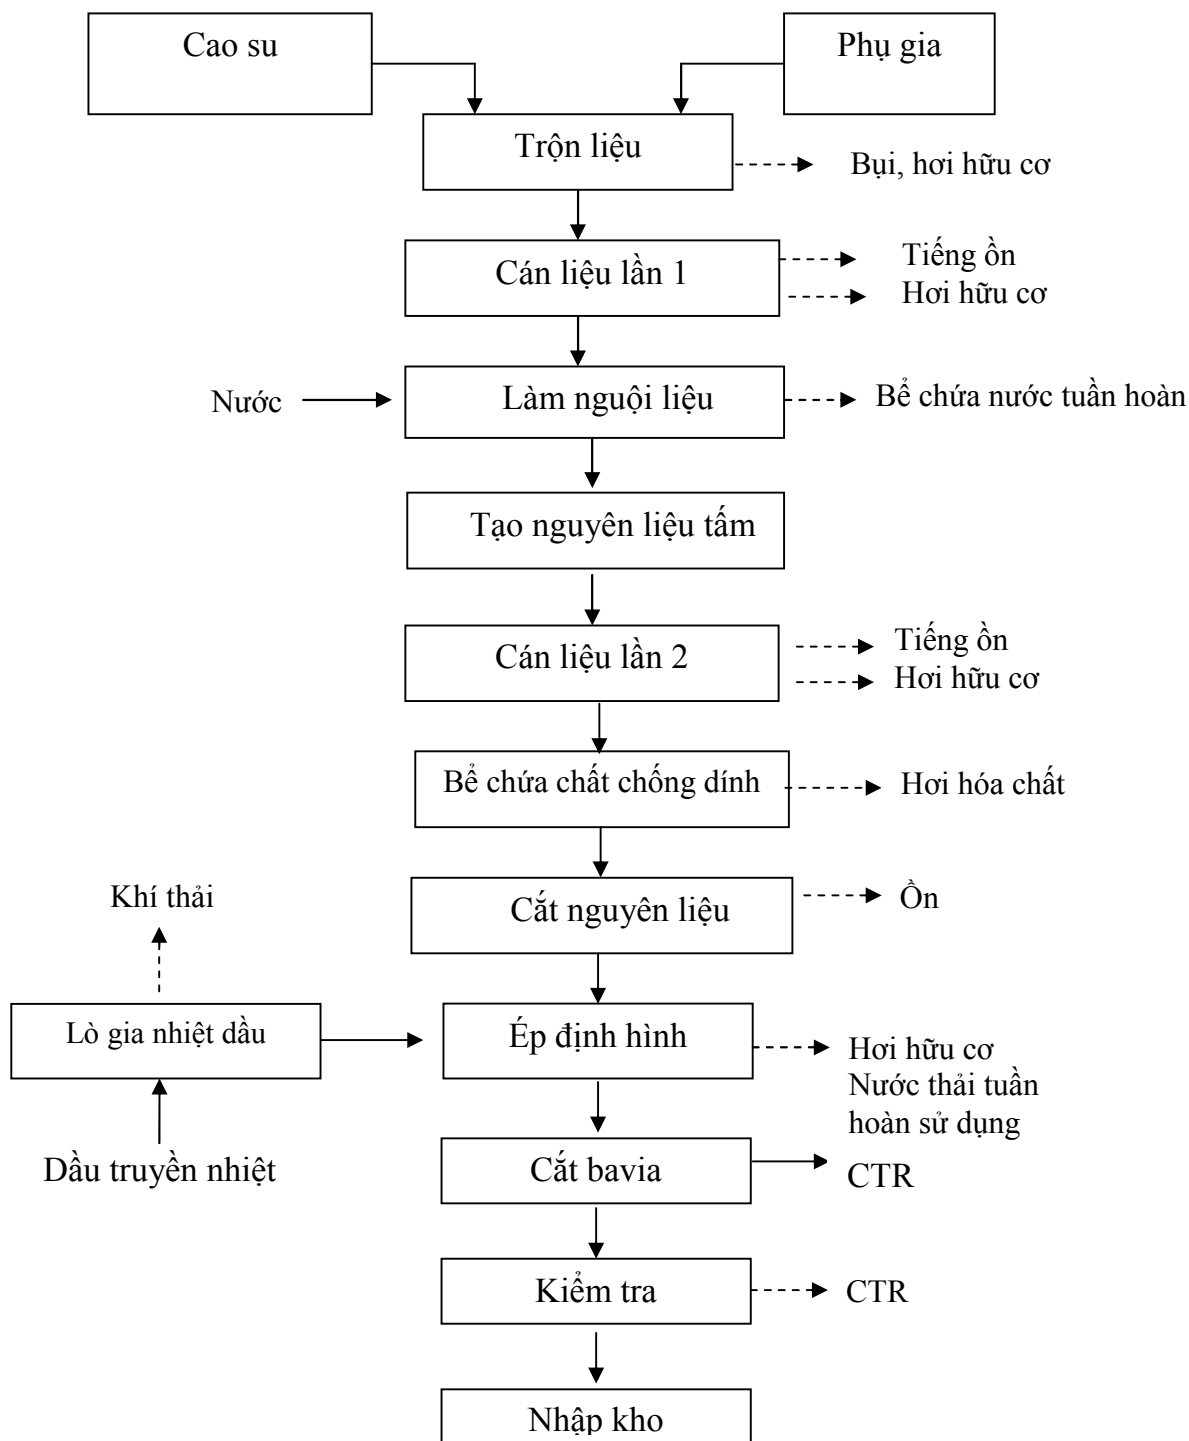 Cao su
Phụ gia
Trộn liệu
Bụi, hơi hữu cơ
Cán liệu lần 1
Tiếng ồn
Hơi hữu cơ
Nước
Làm nguội liệu
Bể chứa nước tuần hoàn
Tạo nguyên liệu tấm
Cán liệu lần 2
Tiếng ồn
Hơi hữu cơ
Bể chứa chất chống dính
Hơi hóa chất
Khí thải
Cắt nguyên liệu
Ồn
Lò gia nhiệt dầu
Ép định hình
Hơi hữu cơ
Nước thải tuần
hoàn sử dụng
Dầu truyền nhiệt
Cắt bavia
CTR
Kiểm tra
CTR
Nhập kho